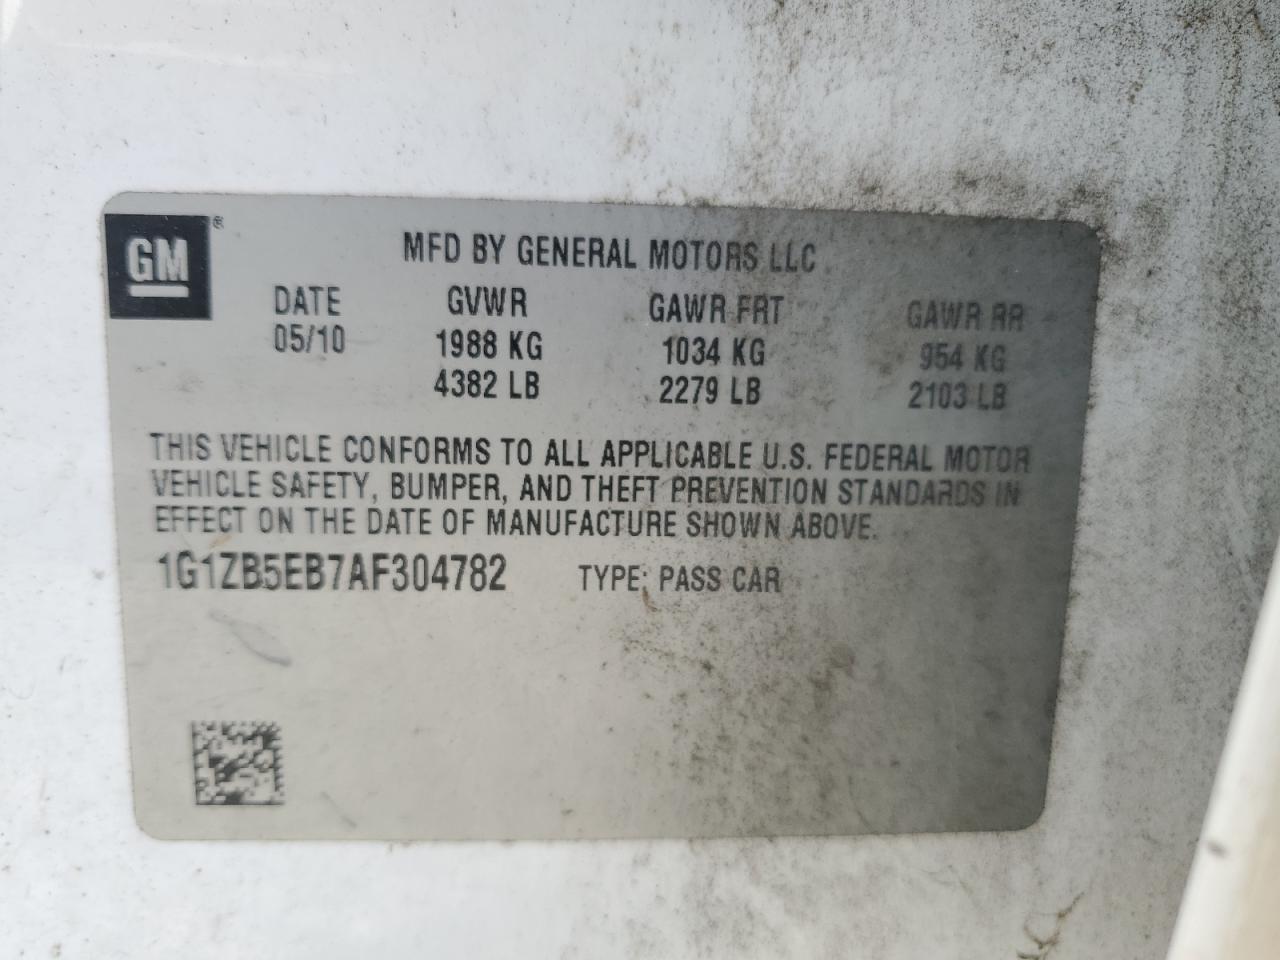 GM®
MFD BY GENERAL MOTORS LLC
DATE GVWR GAWR FRT GAWR RR
05/10 1988 KG 1034 KG 954 KG
4382 LB 2279 LB 2103 LB
THIS VEHICLE CONFORMS TO ALL APPLICABLE U.S. FEDERAL MOTOR
VEHICLE SAFETY, BUMPER, AND THEFT PREVENTION STANDARDS IN
EFFECT ON THE DATE OF MANUFACTURE SHOWN ABOVE.
1G1ZB5EB7AF304782 TYPE: PASS CAR